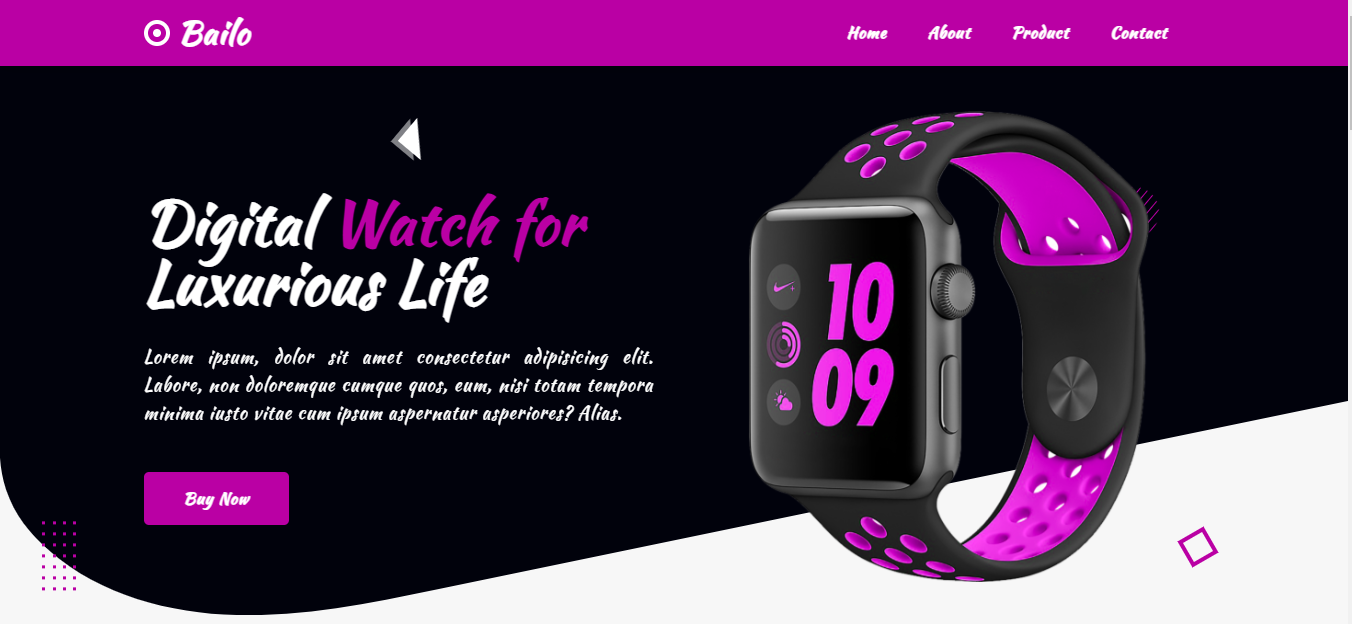 Bailo
Home About Product Contact
Digital Watch for
Luxurious Life
Lorem ipsum, dolor sit amet consectetur adipisicing elit.
Labore, non doloremque cumque quos, eum, nisi totam tempora
minima iusto vitae cum ipsum aspernatur asperiores? Alias.
Buy Now
10
09